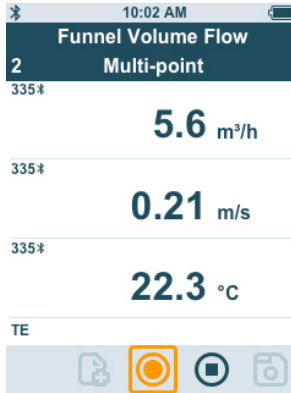 10:02 AM
Funnel Volume Flow
2 Multi-point
335
5.6 m³/h
335
0.21 m/s
335
22.3 °C
TE